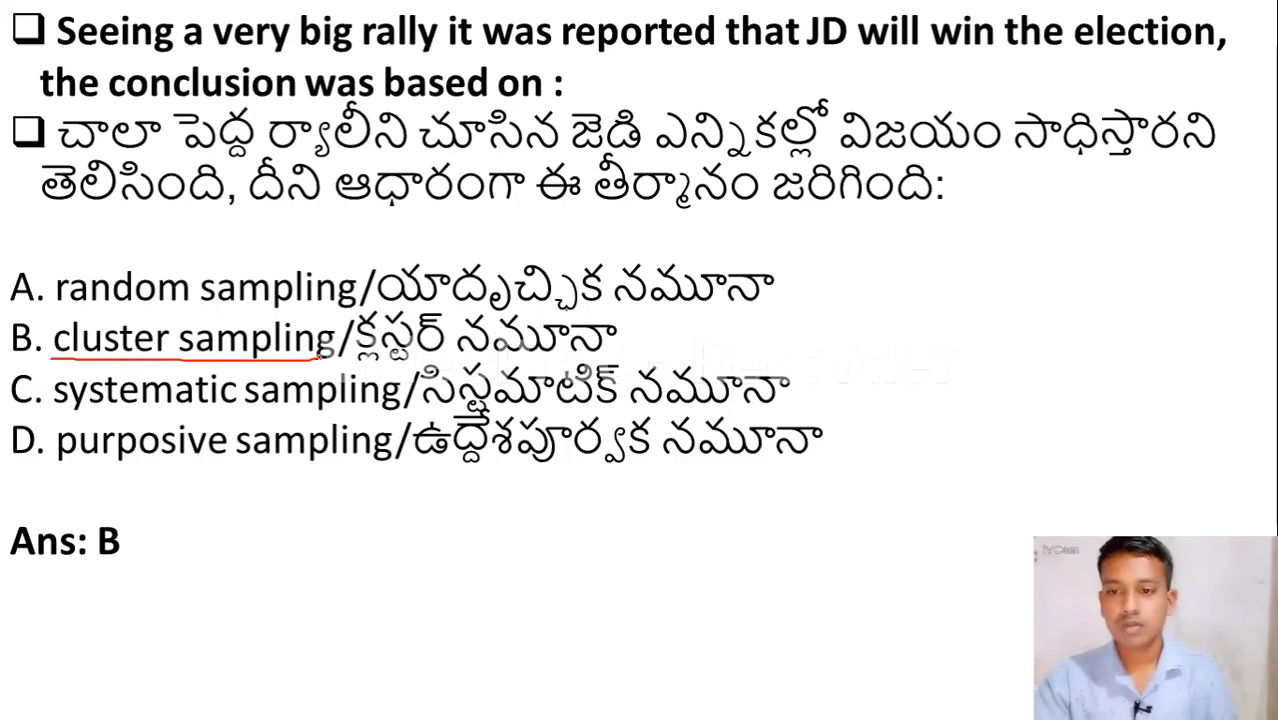 ❑ Seeing a very big rally it was reported that JD will win the election,
the conclusion was based on :
❑ చాలా పెద్ద ర్యాలీని చూసిన జెడి ఎన్నికల్లో విజయం సాధిస్తారని
తెలిసింది, దీని ఆధారంగా ఈ తీర్మానం జరిగింది:
A. random sampling/యాదృచ్ఛిక నమూనా
B. cluster sampling/క్లస్టర్ నమూనా
C. systematic sampling/సిస్టమాటిక్ నమూనా
D. purposive sampling/ఉద్దేశపూర్వక నమూనా
Ans: B
iVCam